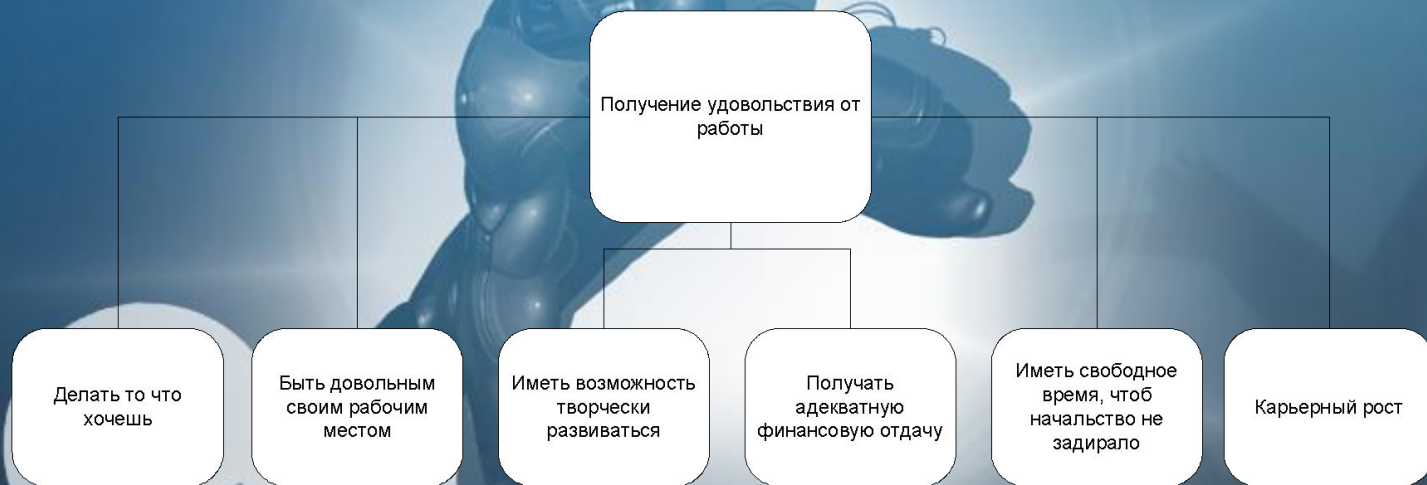 Получение удовольствия от
работы
Делать то что
хочешь
Быть довольным
своим рабочим
местом
Иметь возможность
творчески
развиваться
Получать
адекватную
финансовую отдачу
Иметь свободное
время, чтоб
начальство не
задирало
Карьерный рост